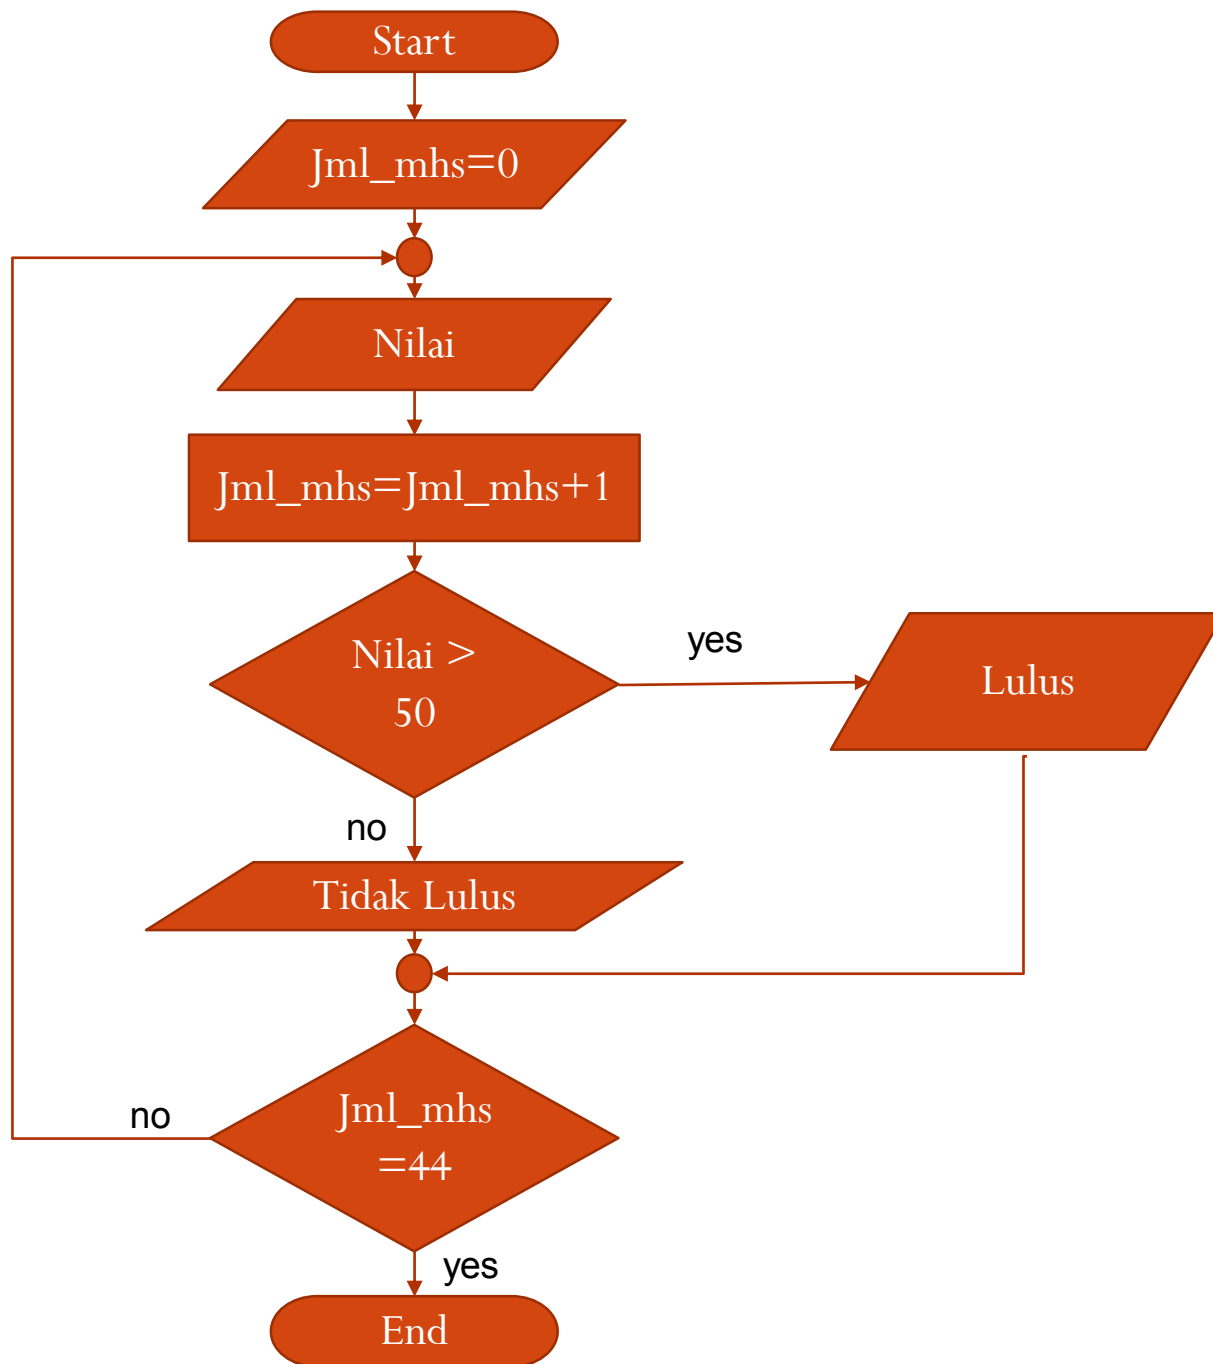 Start
Jml_mhs=0
Nilai
Jml_mhs=Jml_mhs+1
Nilai >
50
yes
Lulus
no
Tidak Lulus
Jml_mhs
=44
no
yes
End